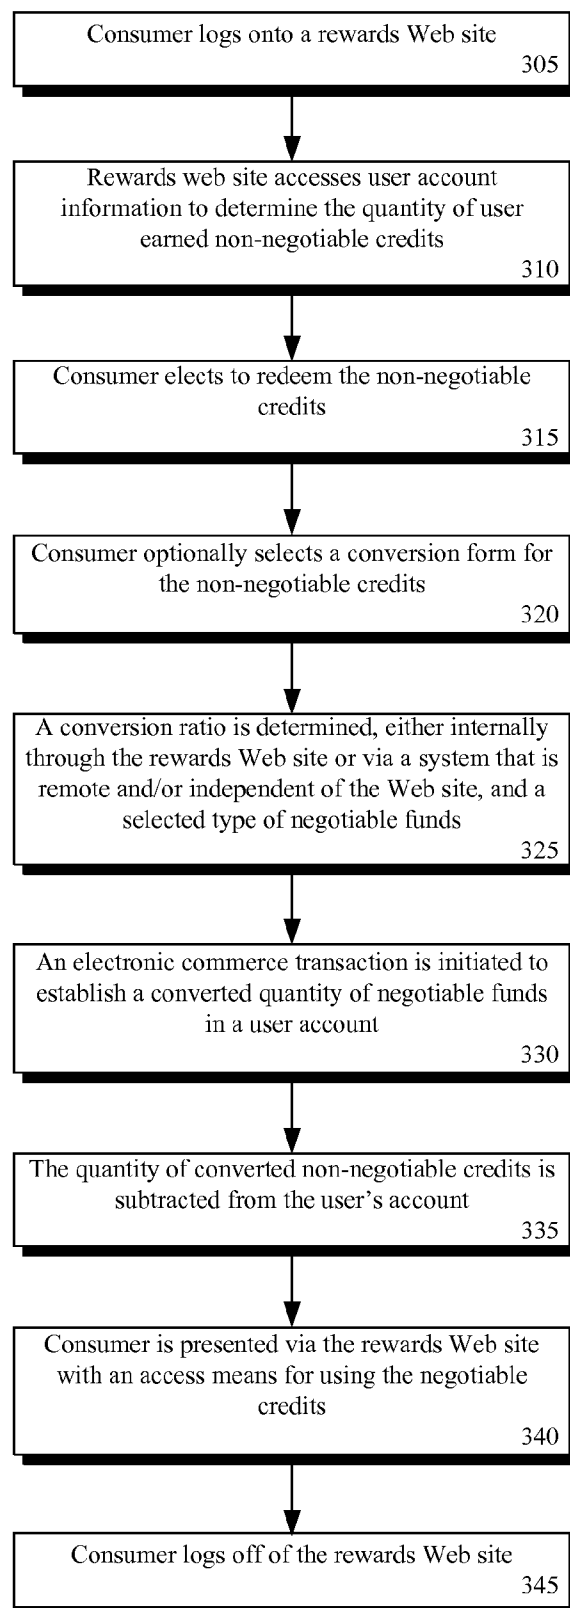 Consumer logs onto a rewards Web site
305
Rewards web site accesses user account
information to determine the quantity of user
earned non-negotiable credits
310
Consumer elects to redeem the non-negotiable
credits
315
Consumer optionally selects a conversion form for
the non-negotiable credits
320
A conversion ratio is determined, either internally
through the rewards Web site or via a system that is
remote and/or independent of the Web site, and a
selected type of negotiable funds
325
An electronic commerce transaction is initiated to
establish a converted quantity of negotiable funds
in a user account
330
The quantity of converted non-negotiable credits is
subtracted from the user’s account
335
Consumer is presented via the rewards Web site
with an access means for using the negotiable
credits
340
Consumer logs off of the rewards Web site
345